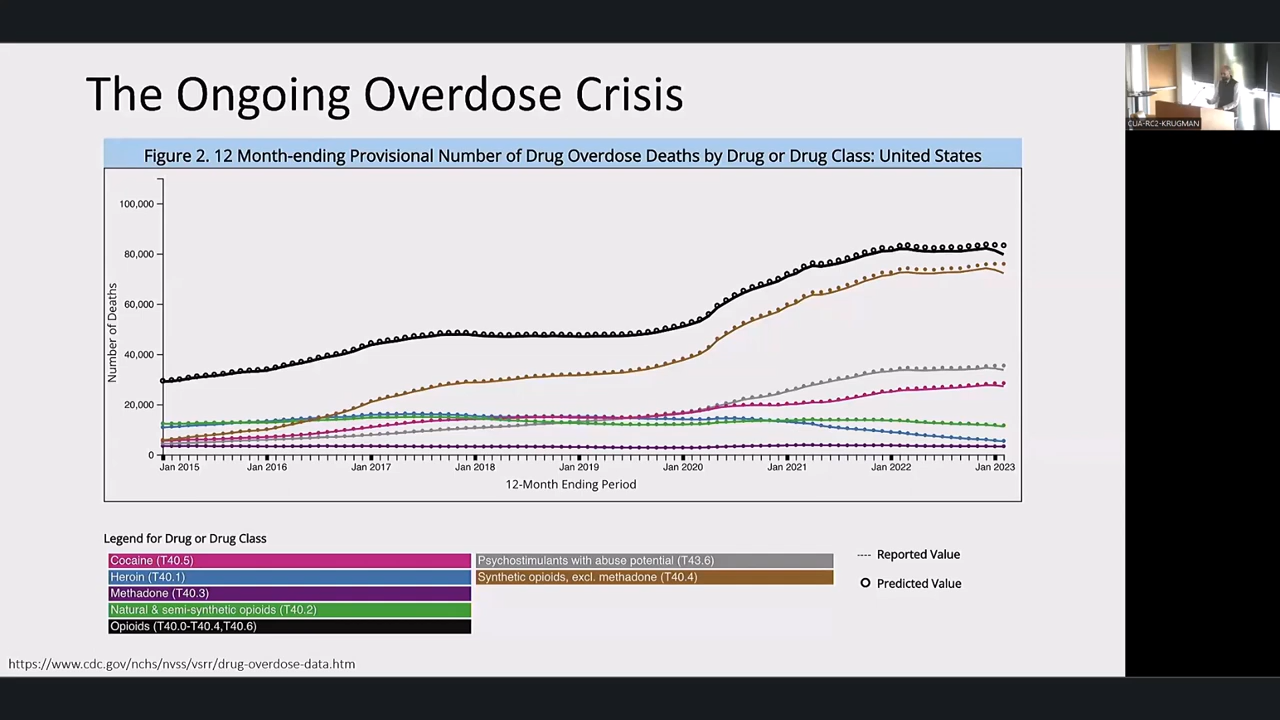 The Ongoing Overdose Crisis
Figure 2. 12 Month-ending Provisional Number of Drug Overdose Deaths by Drug or Drug Class: United States
100,000
80,000
60,000
40,000
20,000
0
Number of Deaths
Jan 2015 Jan 2016 Jan 2017 Jan 2018 Jan 2019 Jan 2020 Jan 2021 Jan 2022 Jan 2023
12-Month Ending Period
Legend for Drug or Drug Class
Cocaine (T40.5)
Heroin (T40.1)
Methadone (T40.3)
Natural & semi-synthetic opioids (T40.2)
Opioids (T40.0-T40.4,T40.6)
Psychostimulants with abuse potential (T43.6)
Synthetic opioids, excl. methadone (T40.4)
---- Reported Value
Predicted Value
https://www.cdc.gov/nchs/nvss/vsrr/drug-overdose-data.htm
CUA-RC2-KRUGMAN